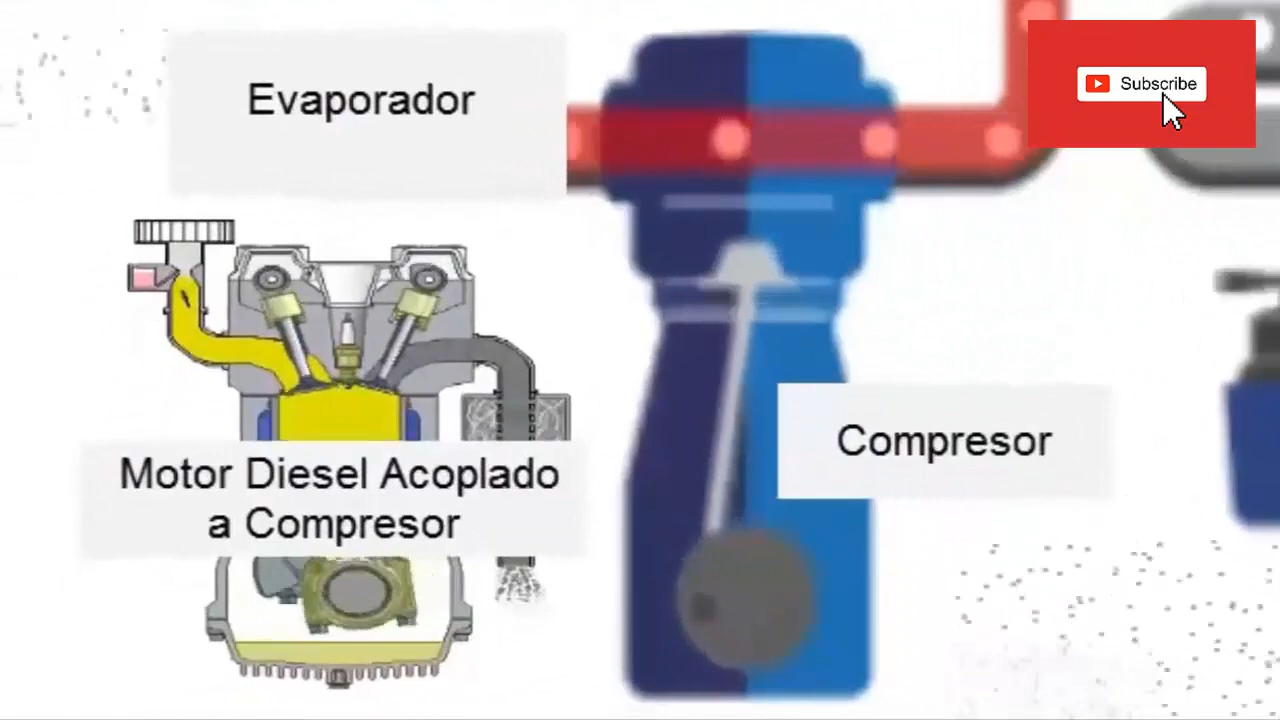 Evaporador
Subscribe
Compresor
Motor Diesel Acoplado
a Compresor